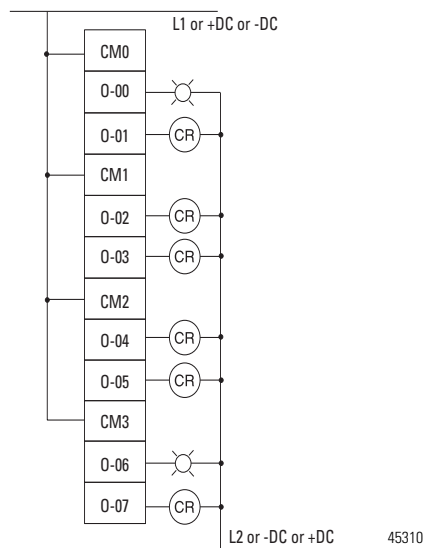 L1 or +DC or -DC
CM0
O-00
O-01 CR
CM1
O-02 CR
O-03 CR
CM2
O-04 CR
O-05 CR
CM3
O-06
O-07 CR
L2 or -DC or +DC 45310